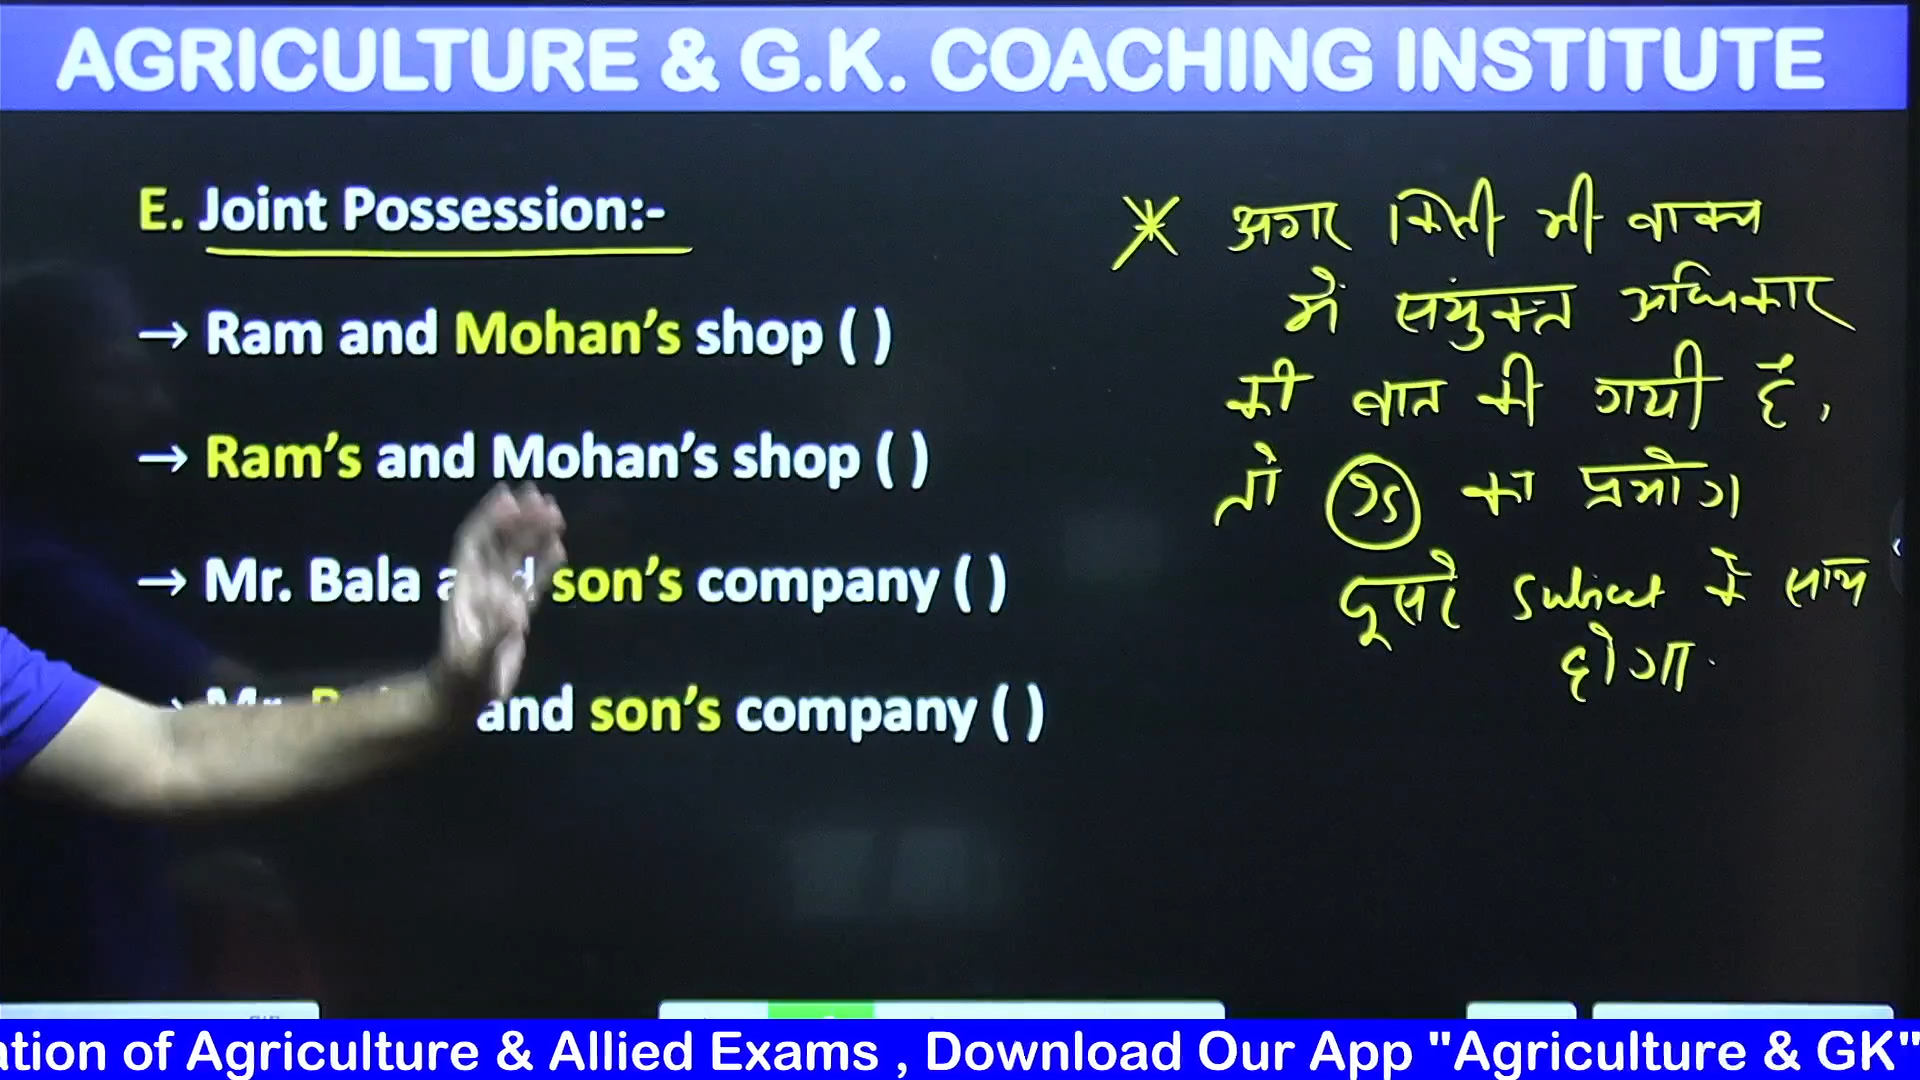 AGRICULTURE & G.K. COACHING INSTITUTE
E. Joint Possession:-
→ Ram and Mohan's shop ( )
→ Ram's and Mohan's shop ( )
→ Mr. Bala and son's company ( )
and son's company ( )
* अगर किसी भी वाक्य
में संयुक्त अधिकार
की बात की गयी है,
तो 's का प्रयोग
दूसरे Subject के साथ
होगा.
ation of Agriculture & Allied Exams , Download Our App "Agriculture & GK"